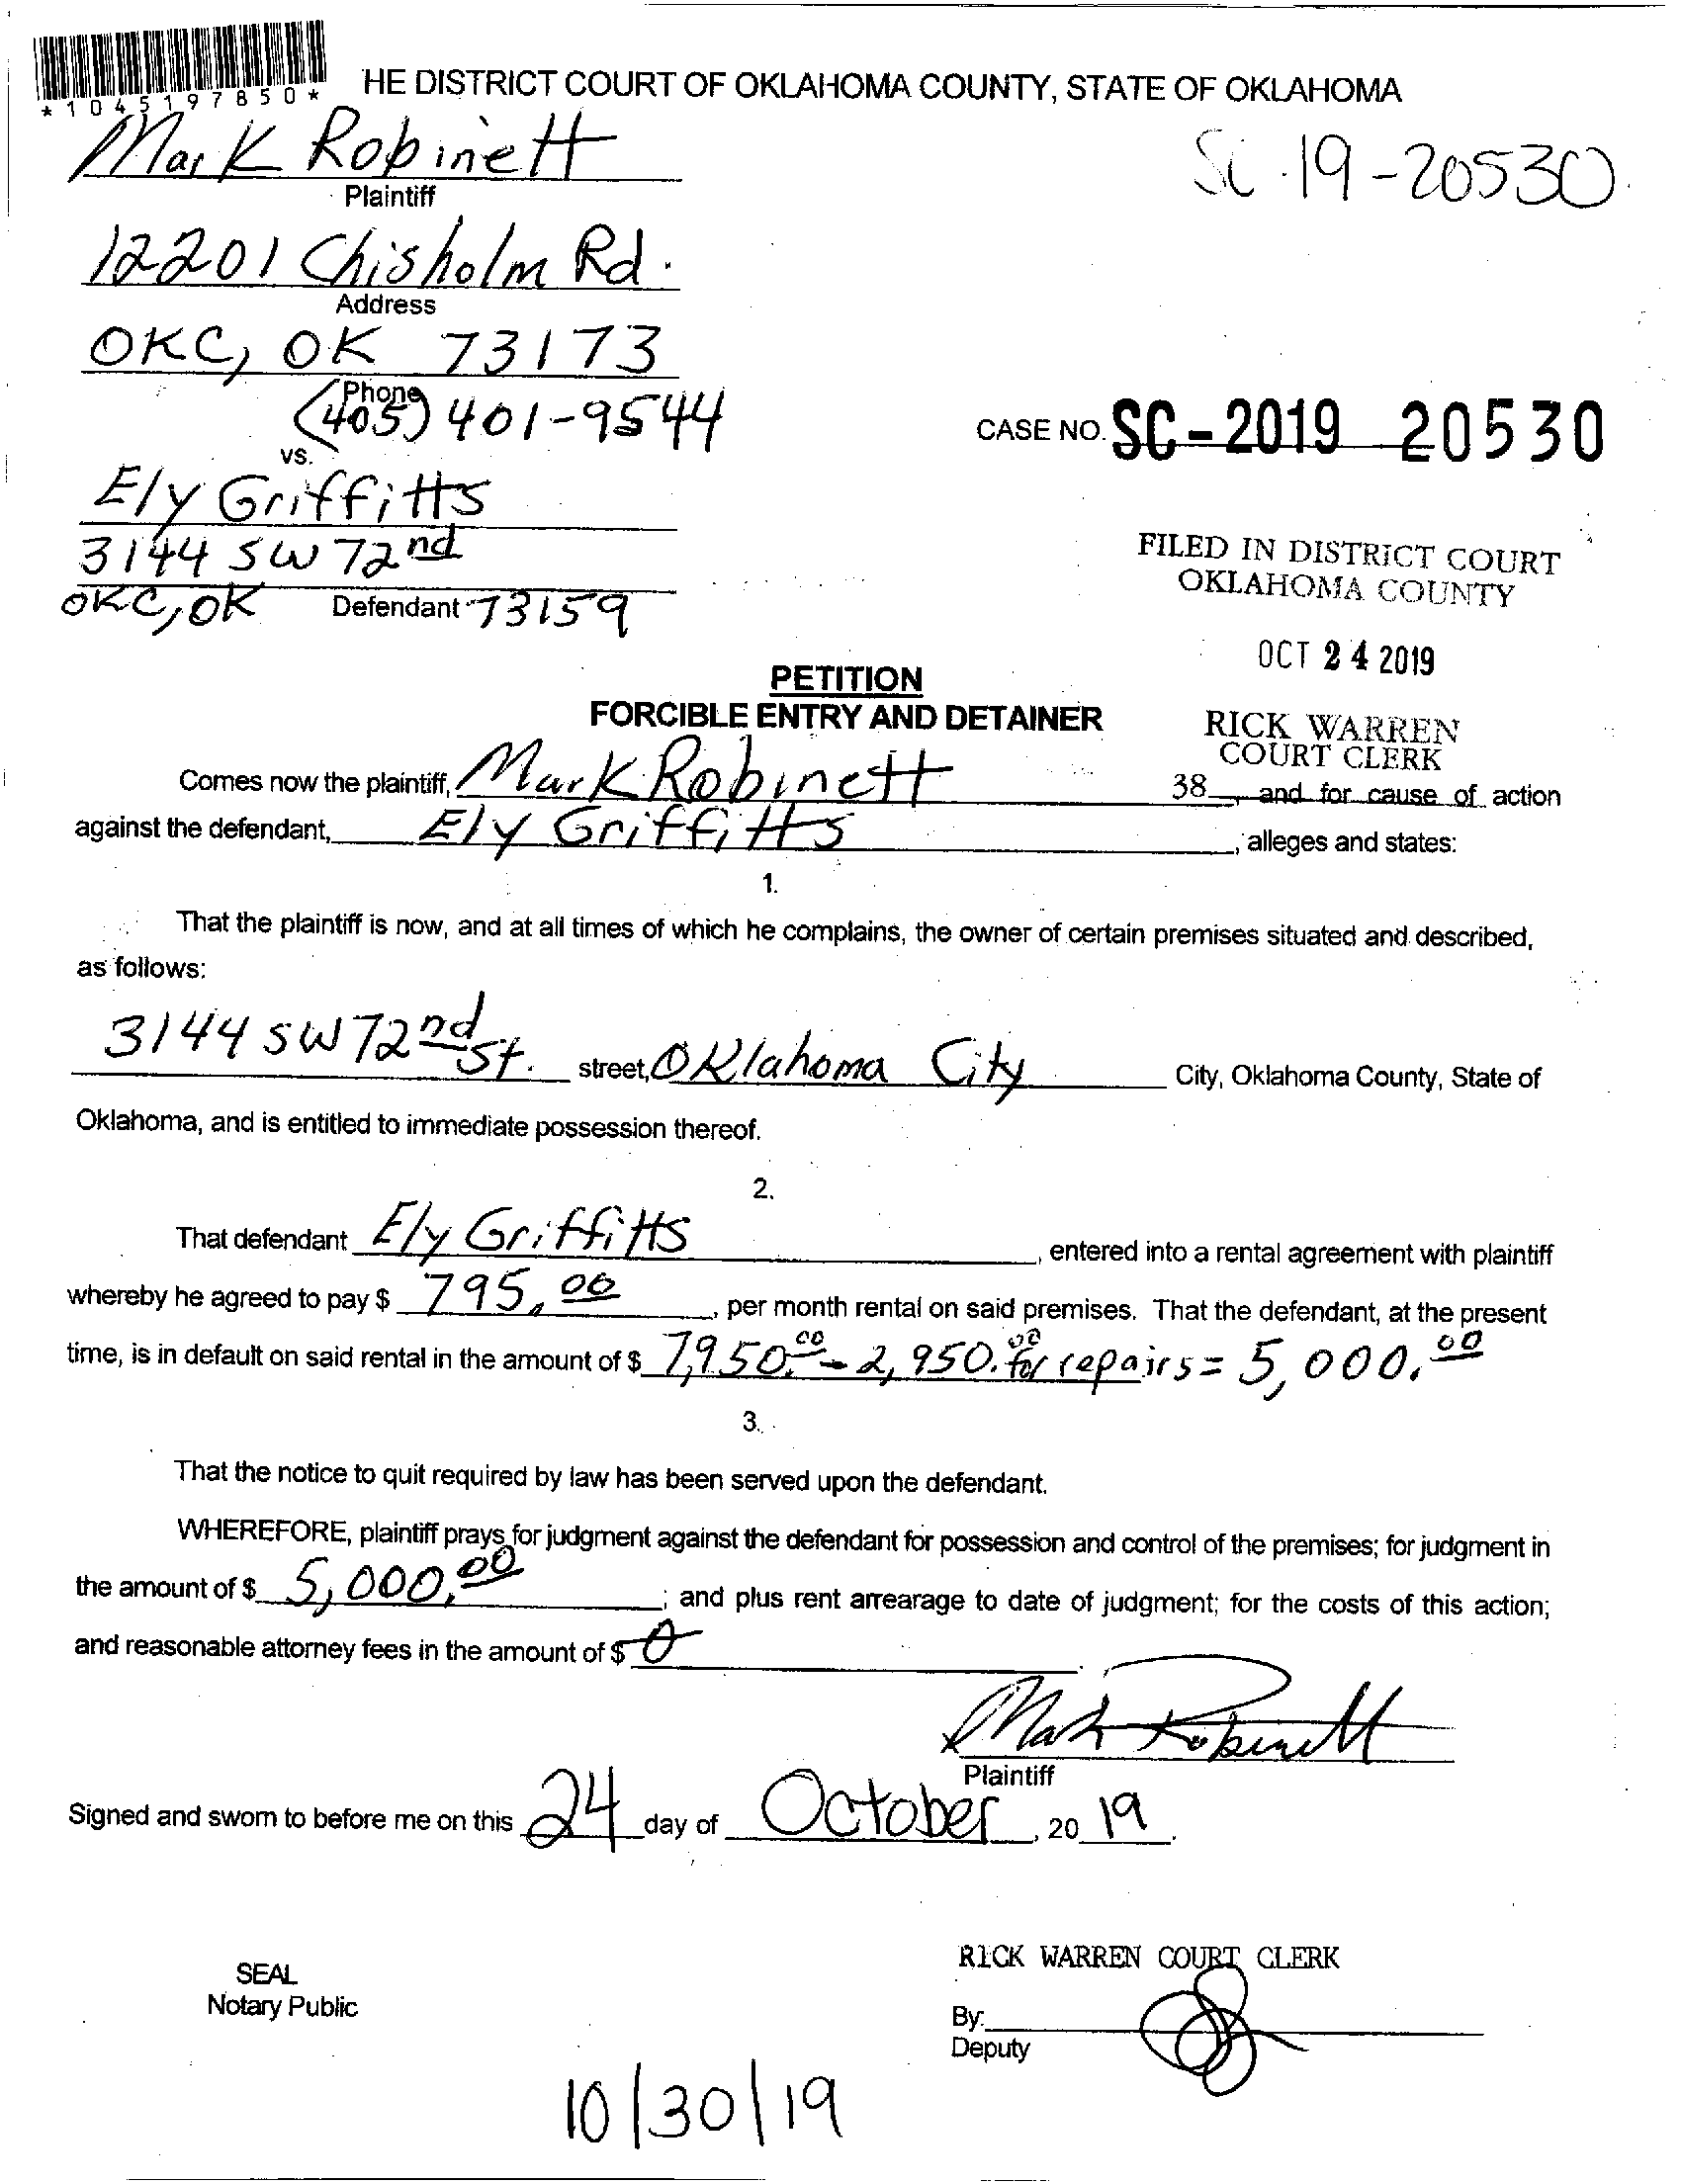 *1045197850*
HE DISTRICT COURT OF OKLAHOMA COUNTY, STATE OF OKLAHOMA
Mark Robinett
SC-19-20530
Plaintiff
12201 Chisholm Rd.
Address
OKC, OK 73173
Phone
(405) 401-9544
CASE NO. SC-2019 20530
vs.
Ely Griffitts
3144 SW 72nd
OKC, OK Defendant 73159
FILED IN DISTRICT COURT
OKLAHOMA COUNTY
OCT 24 2019
RICK WARREN
COURT CLERK
PETITION
FORCIBLE ENTRY AND DETAINER
Comes now the plaintiff, Mark Robinett 38 , and for cause of action
against the defendant, Ely Griffitts , alleges and states:
1.
That the plaintiff is now, and at all times of which he complains, the owner of certain premises situated and described,
as follows:
3144 SW 72nd St. street, Oklahoma City City, Oklahoma County, State of
Oklahoma, and is entitled to immediate possession thereof.
2.
That defendant Ely Griffitts , entered into a rental agreement with plaintiff
whereby he agreed to pay $ 795.00 , per month rental on said premises. That the defendant, at the present
time, is in default on said rental in the amount of $ 7,950.00 - 2,950.00 for repairs = 5,000.00
3.
That the notice to quit required by law has been served upon the defendant.
WHEREFORE, plaintiff prays for judgment against the defendant for possession and control of the premises; for judgment in
the amount of $ 5,000.00 ; and plus rent arrearage to date of judgment; for the costs of this action;
and reasonable attorney fees in the amount of $ 0 .
Mark Robinett
Plaintiff
Signed and sworn to before me on this 24 day of October , 20 19 .
RICK WARREN COURT CLERK
SEAL
Notary Public
By:
Deputy
10/30/19